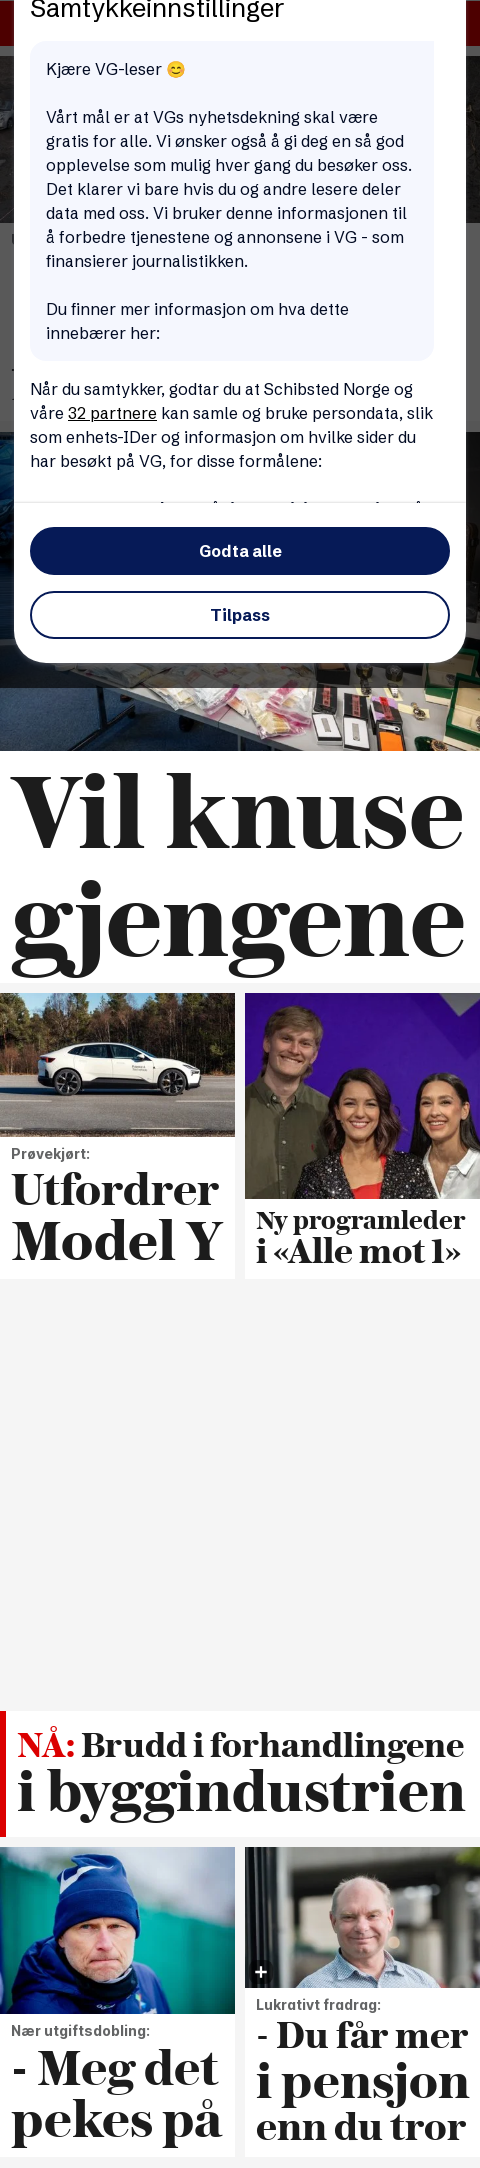 Samtykkeinnstillinger
Kjære VG-leser 😊
Vårt mål er at VGs nyhetsdekning skal være
gratis for alle. Vi ønsker også å gi deg en så god
opplevelse som mulig hver gang du besøker oss.
Det klarer vi bare hvis du og andre lesere deler
data med oss. Vi bruker denne informasjonen til
å forbedre tjenestene og annonsene i VG - som
finansierer journalistikken.
Du finner mer informasjon om hva dette
innebærer her:
Når du samtykker, godtar du at Schibsted Norge og
våre 32 partnere kan samle og bruke persondata, slik
som enhets-IDer og informasjon om hvilke sider du
har besøkt på VG, for disse formålene:
Godta alle
Tilpass
Vil knuse
gjengene
Prøvekjørt:
Utfordrer
Model Y
Ny programleder
i «Alle mot 1»
NÅ: Brudd i forhandlingene
i byggindustrien
Nær utgiftsdobling:
- Meg det
pekes på
Lukrativt fradrag:
- Du får mer
i pensjon
enn du tror